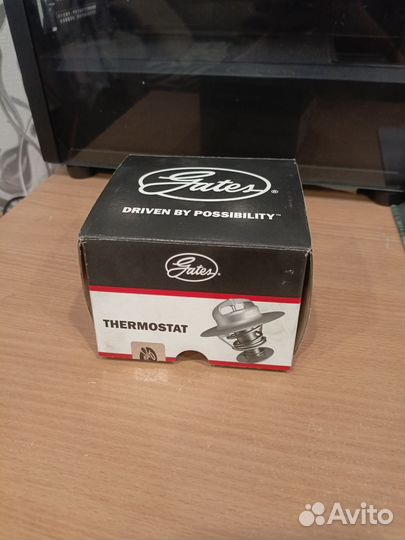 Gates®
DRIVEN BY POSSIBILITY™
Gates
THERMOSTAT
Avito